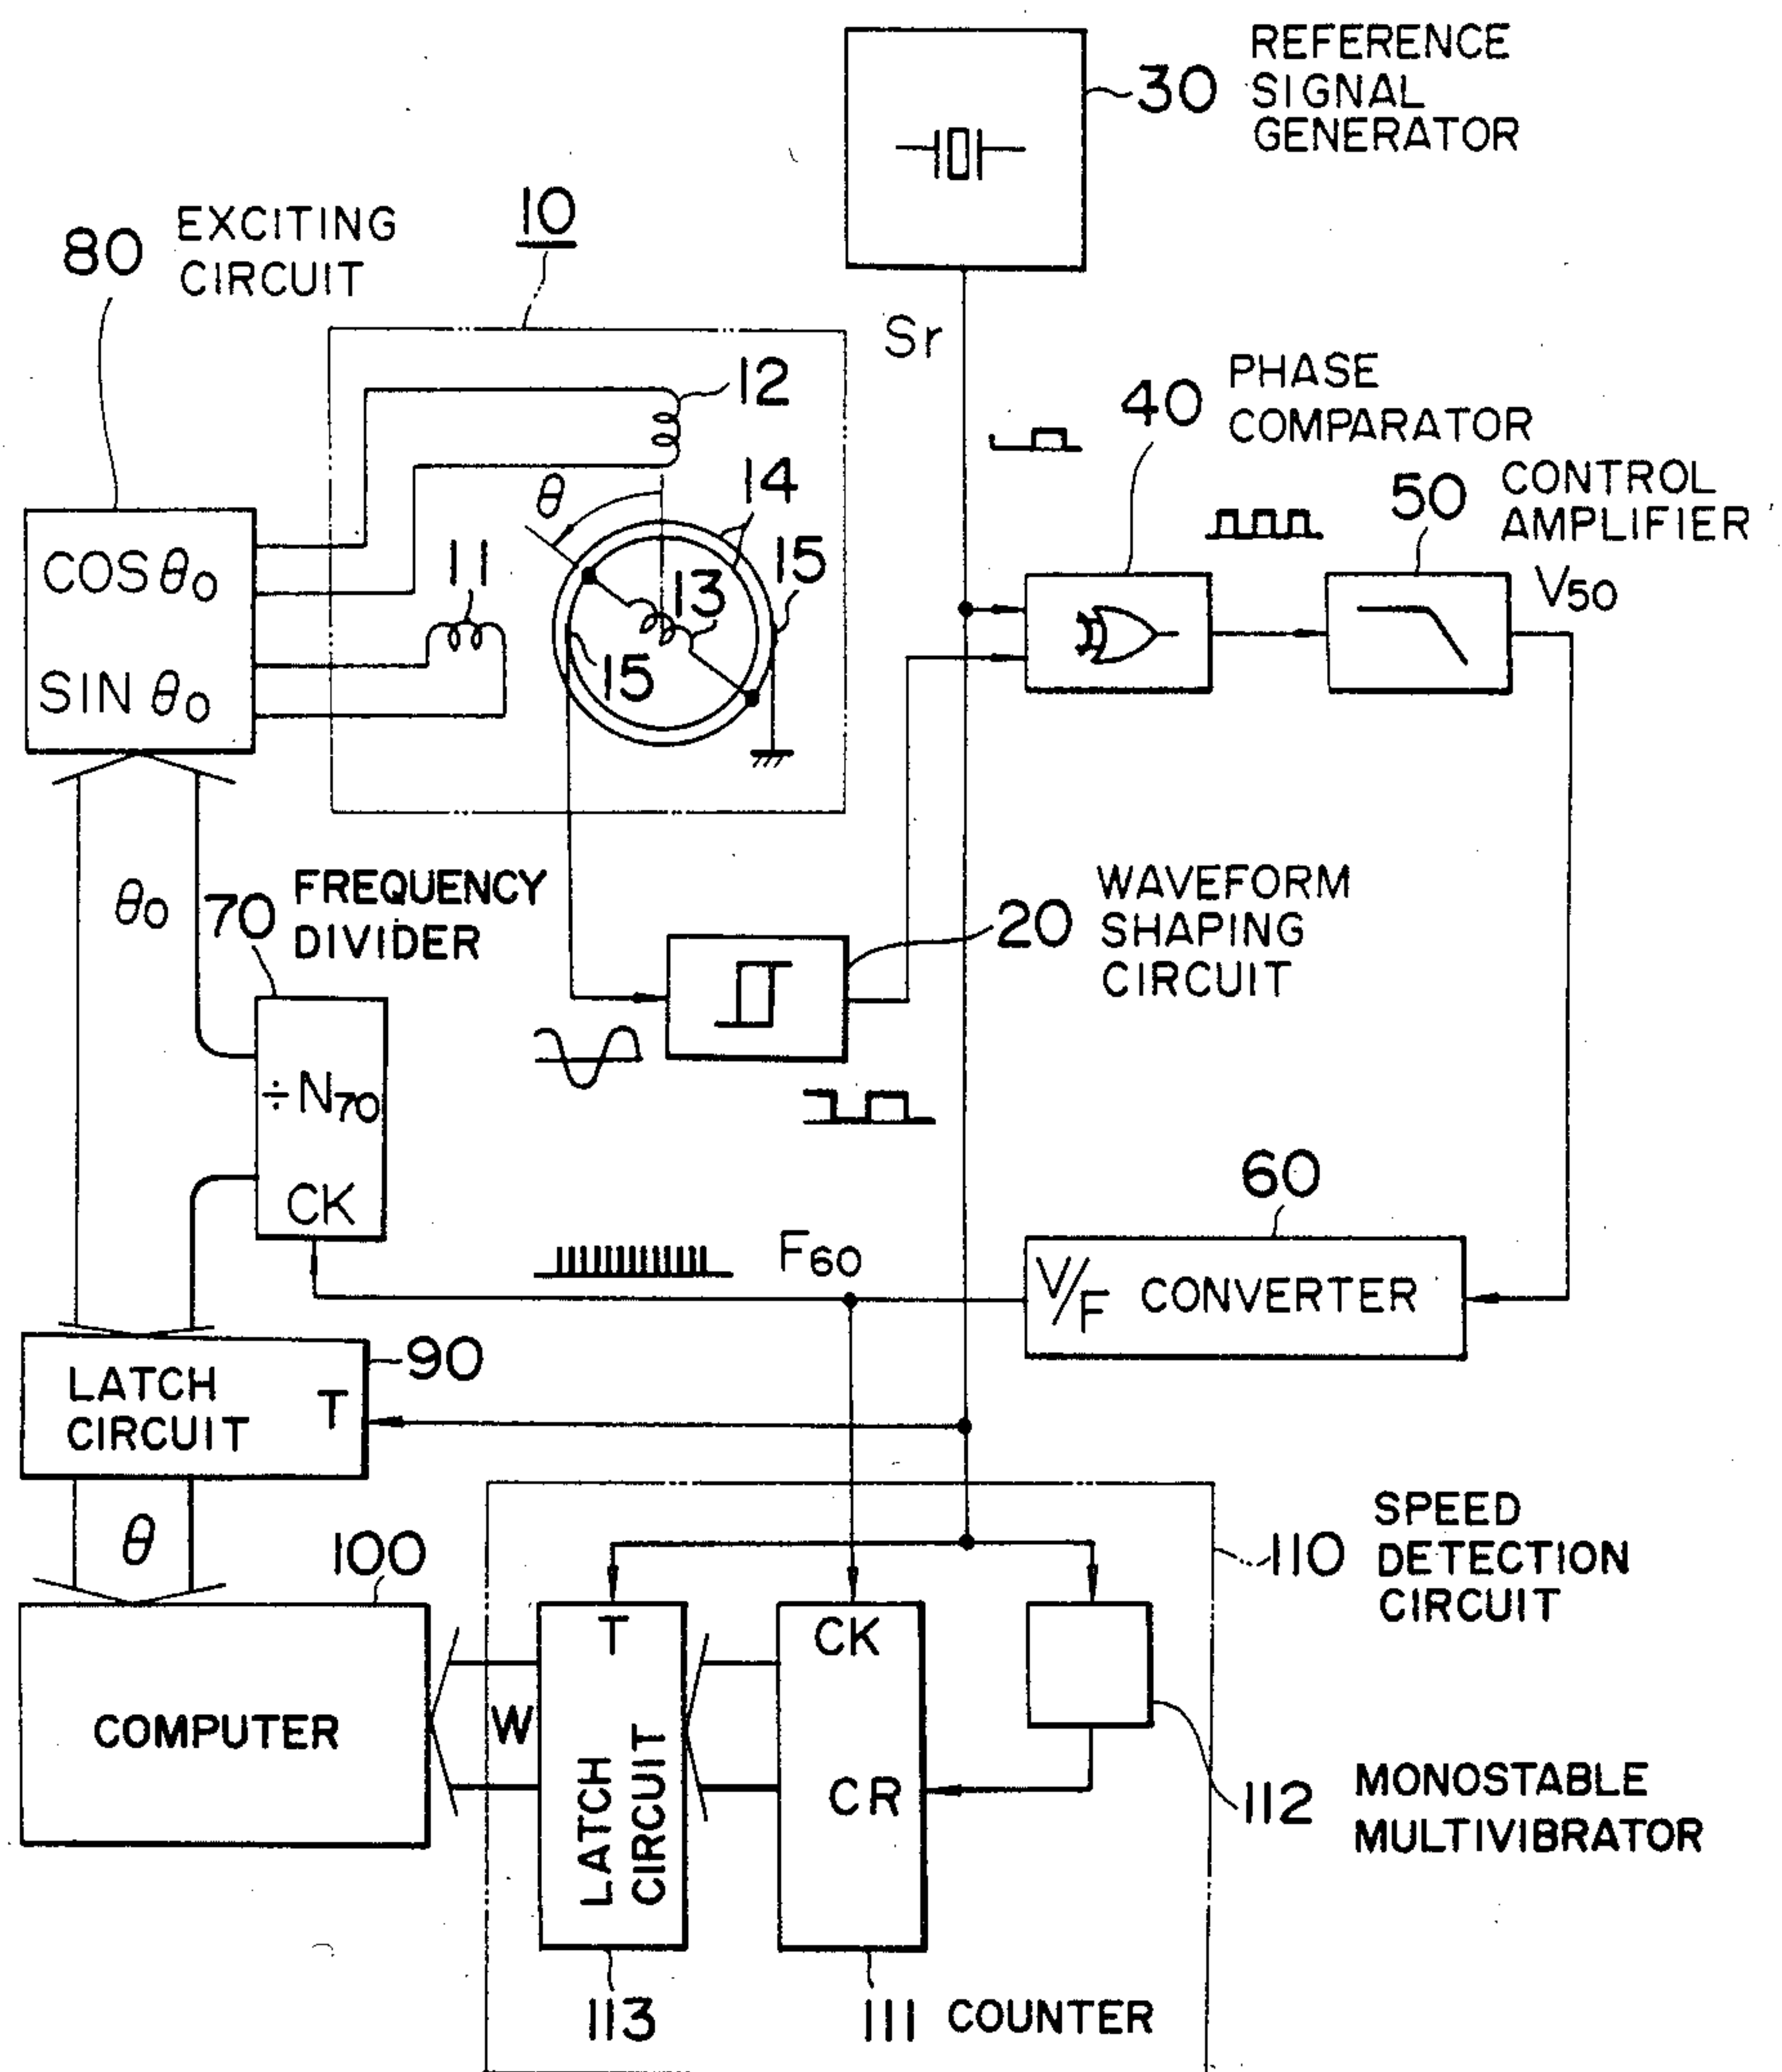 REFERENCE
30 SIGNAL
GENERATOR
10
EXCITING
80 CIRCUIT
Sr
12
PHASE
40 COMPARATOR
θ
14
CONTROL
50 AMPLIFIER
COS θ0
11
13
15
V50
15
SIN θ0
θ0
70 FREQUENCY
DIVIDER
WAVEFORM
20 SHAPING
CIRCUIT
÷N70
CK
60
F60
V/F CONVERTER
90
LATCH
CIRCUIT
T
θ
100
SPEED
110 DETECTION
CIRCUIT
T
CK
COMPUTER
W
LATCH
CIRCUIT
CR
112 MONOSTABLE
MULTIVIBRATOR
113
111 COUNTER